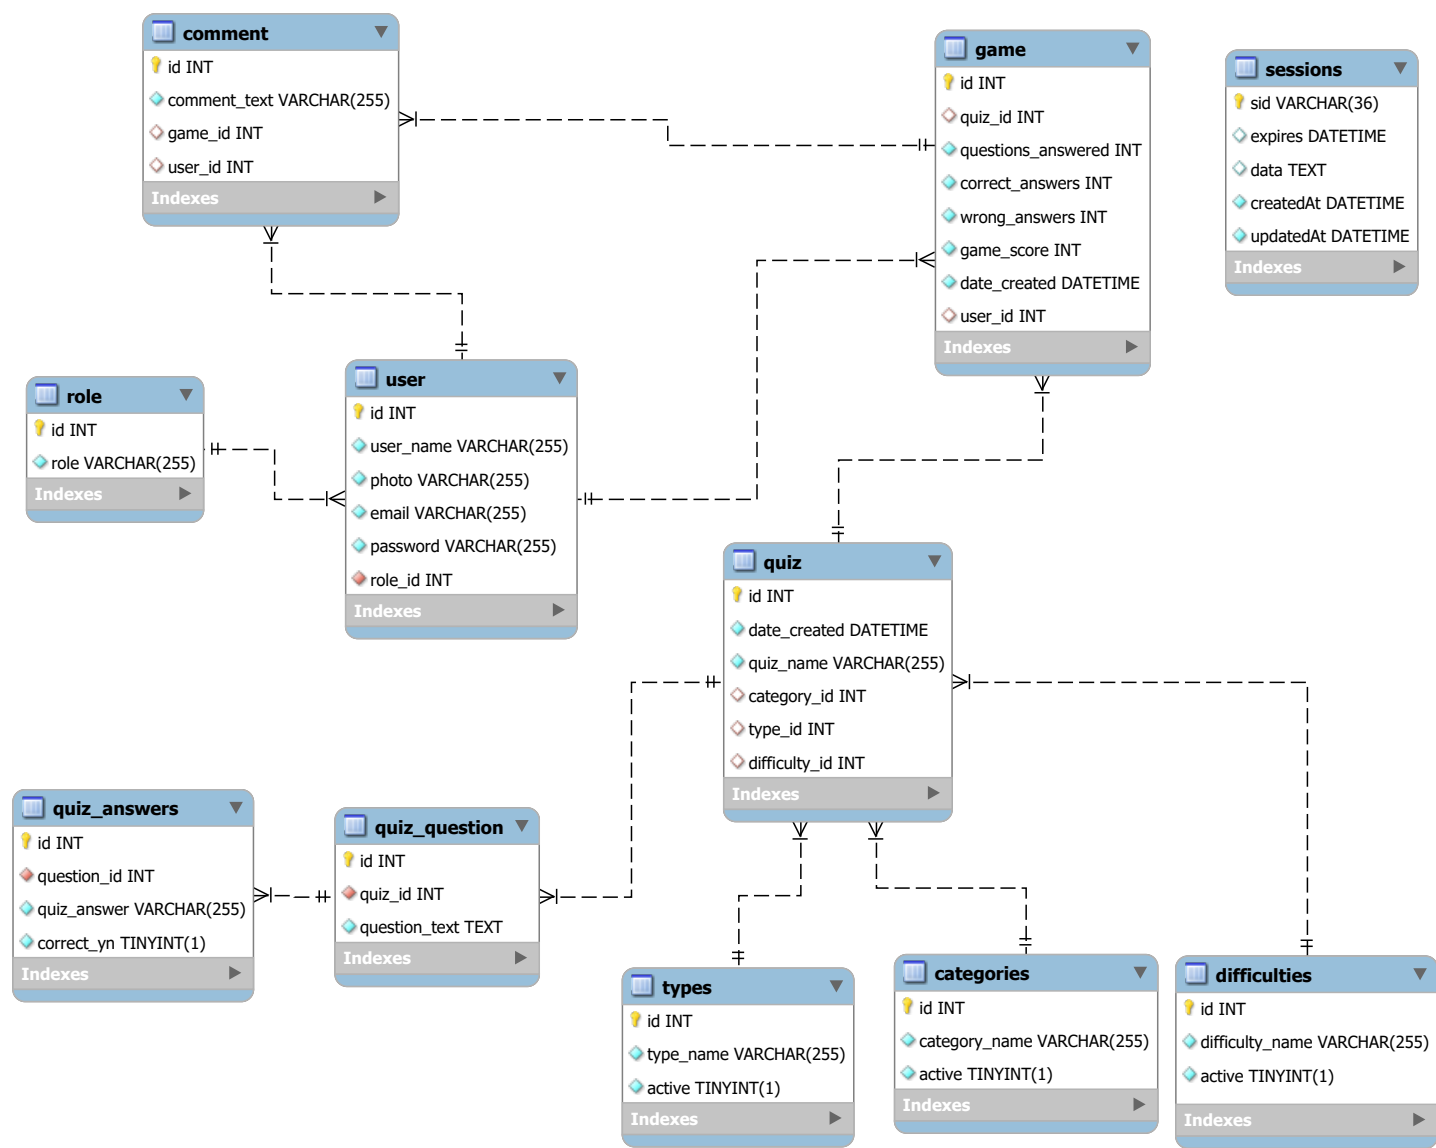 comment
id INT
comment_text VARCHAR(255)
game_id INT
user_id INT
Indexes
game
id INT
quiz_id INT
questions_answered INT
correct_answers INT
wrong_answers INT
game_score INT
date_created DATETIME
user_id INT
Indexes
sessions
sid VARCHAR(36)
expires DATETIME
data TEXT
createdAt DATETIME
updatedAt DATETIME
Indexes
role
id INT
role VARCHAR(255)
Indexes
user
id INT
user_name VARCHAR(255)
photo VARCHAR(255)
email VARCHAR(255)
password VARCHAR(255)
role_id INT
Indexes
quiz
id INT
date_created DATETIME
quiz_name VARCHAR(255)
category_id INT
type_id INT
difficulty_id INT
Indexes
quiz_answers
id INT
question_id INT
quiz_answer VARCHAR(255)
correct_yn TINYINT(1)
Indexes
quiz_question
id INT
quiz_id INT
question_text TEXT
Indexes
types
id INT
type_name VARCHAR(255)
active TINYINT(1)
Indexes
categories
id INT
category_name VARCHAR(255)
active TINYINT(1)
Indexes
difficulties
id INT
difficulty_name VARCHAR(255)
active TINYINT(1)
Indexes